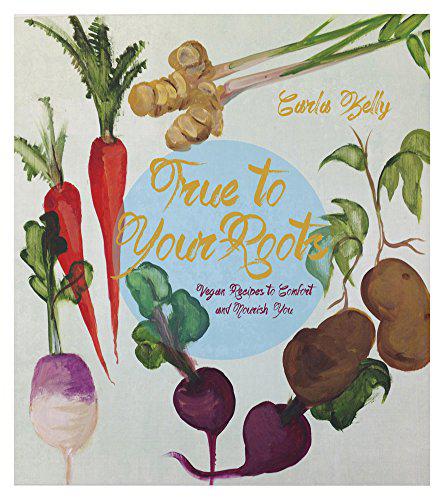 Carla Kelly
True to
Your Roots
Vegan Recipes to Comfort
and Nourish You